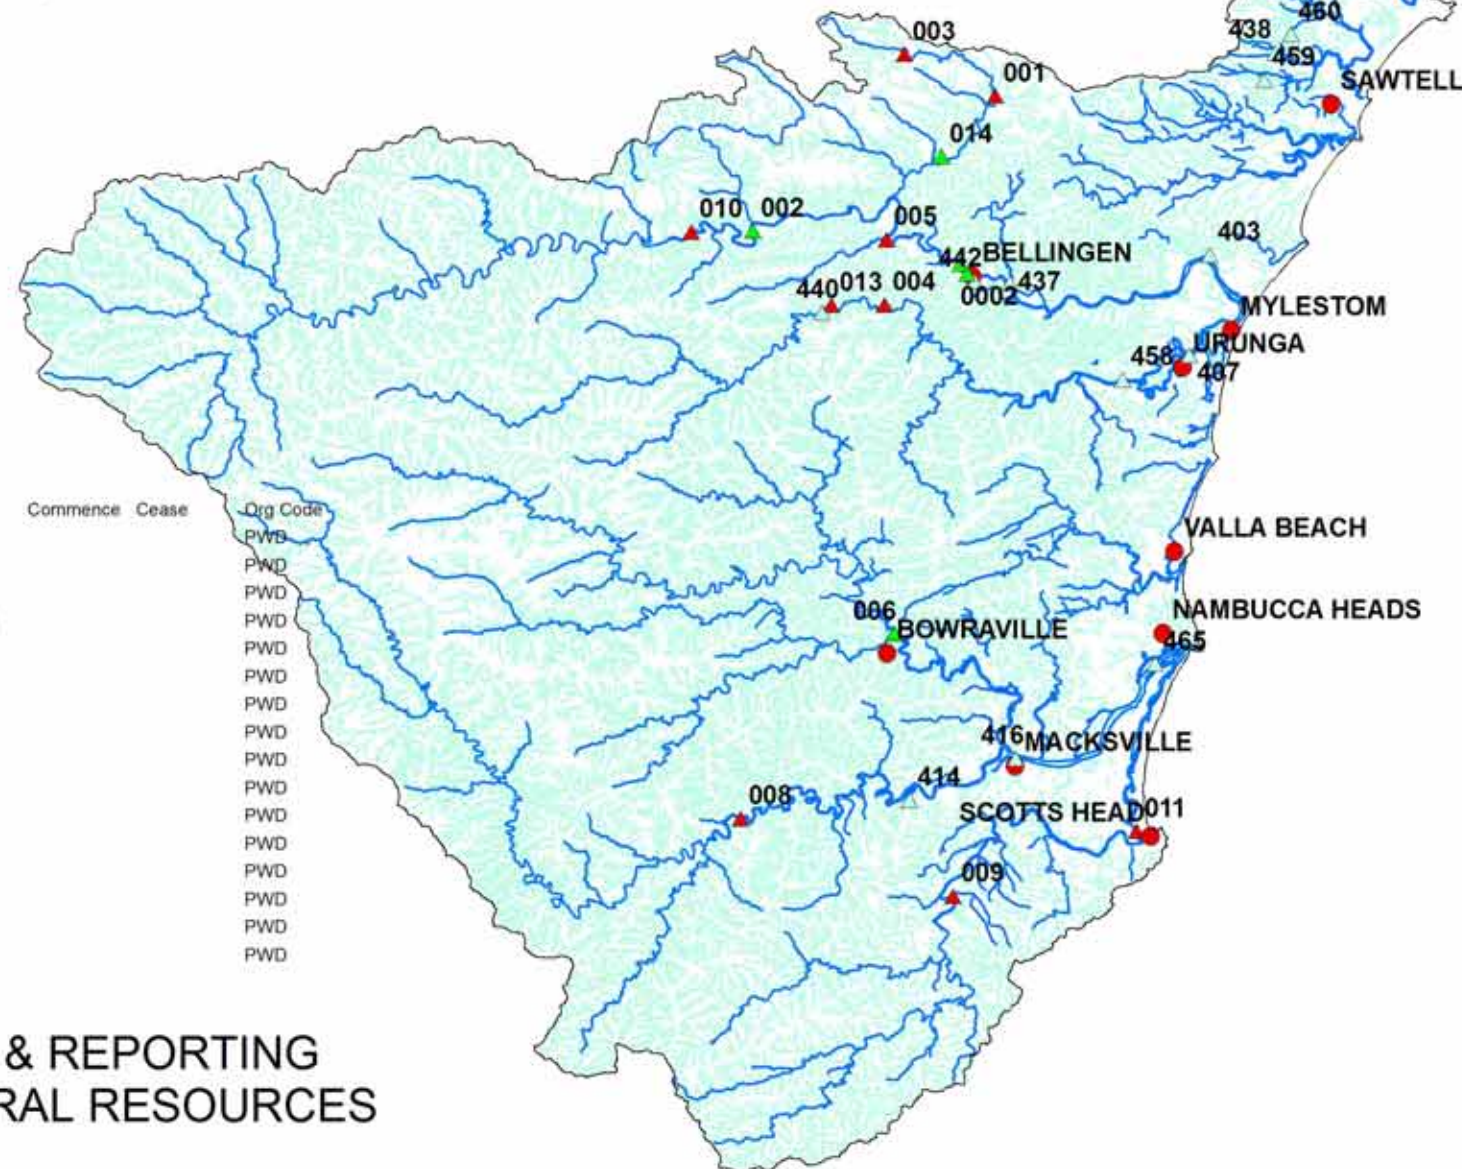 460
438
003
459
001
SAWTELL
014
010 002
005
403
442 BELLINGEN
437
440 013 004
0002
MYLESTOM
URUNGA
458
407
Commence Cease Org Code
VALLA BEACH
PWD
PWD
PWD
006
NAMBUCCA HEADS
PWD
BOWRAVILLE
465
PWD
PWD
PWD
PWD
416 MACKSVILLE
PWD
414
PWD
008
SCOTTS HEAD 011
PWD
PWD
PWD
009
PWD
PWD
PWD
& REPORTING
RAL RESOURCES